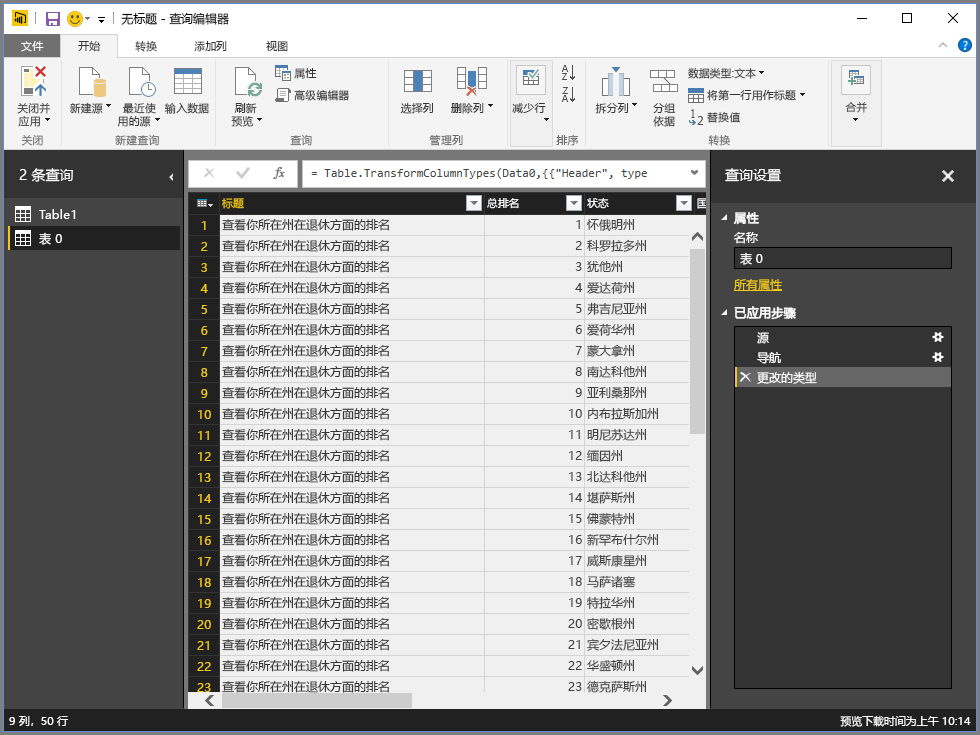 无标题 - 查询编辑器
文件 开始 转换 添加列 视图
关闭并应用 新建源 最近使用的源 输入数据 刷新预览 属性 高级编辑器 选择列 删除列 减少行 拆分列 分组依据 数据类型:文本 将第一行用作标题 替换值 合并
关闭 新建查询 查询 管理列 排序 转换
2 条查询
Table1
表 0
fx = Table.TransformColumnTypes(Data0,{{"Header", type
标题 总排名 状态 国
1 查看你所在州在退休方面的排名 1 怀俄明州
2 查看你所在州在退休方面的排名 2 科罗拉多州
3 查看你所在州在退休方面的排名 3 犹他州
4 查看你所在州在退休方面的排名 4 爱达荷州
5 查看你所在州在退休方面的排名 5 弗吉尼亚州
6 查看你所在州在退休方面的排名 6 爱荷华州
7 查看你所在州在退休方面的排名 7 蒙大拿州
8 查看你所在州在退休方面的排名 8 南达科他州
9 查看你所在州在退休方面的排名 9 亚利桑那州
10 查看你所在州在退休方面的排名 10 内布拉斯加州
11 查看你所在州在退休方面的排名 11 明尼苏达州
12 查看你所在州在退休方面的排名 12 缅因州
13 查看你所在州在退休方面的排名 13 北达科他州
14 查看你所在州在退休方面的排名 14 堪萨斯州
15 查看你所在州在退休方面的排名 15 佛蒙特州
16 查看你所在州在退休方面的排名 16 新罕布什尔州
17 查看你所在州在退休方面的排名 17 威斯康星州
18 查看你所在州在退休方面的排名 18 马萨诸塞
19 查看你所在州在退休方面的排名 19 特拉华州
20 查看你所在州在退休方面的排名 20 密歇根州
21 查看你所在州在退休方面的排名 21 宾夕法尼亚州
22 查看你所在州在退休方面的排名 22 华盛顿州
23 查看你所在州在退休方面的排名 23 德克萨斯州
查询设置
属性
名称
表 0
所有属性
已应用步骤
源
导航
更改的类型
9 列，50 行
预览下载时间为上午 10:14